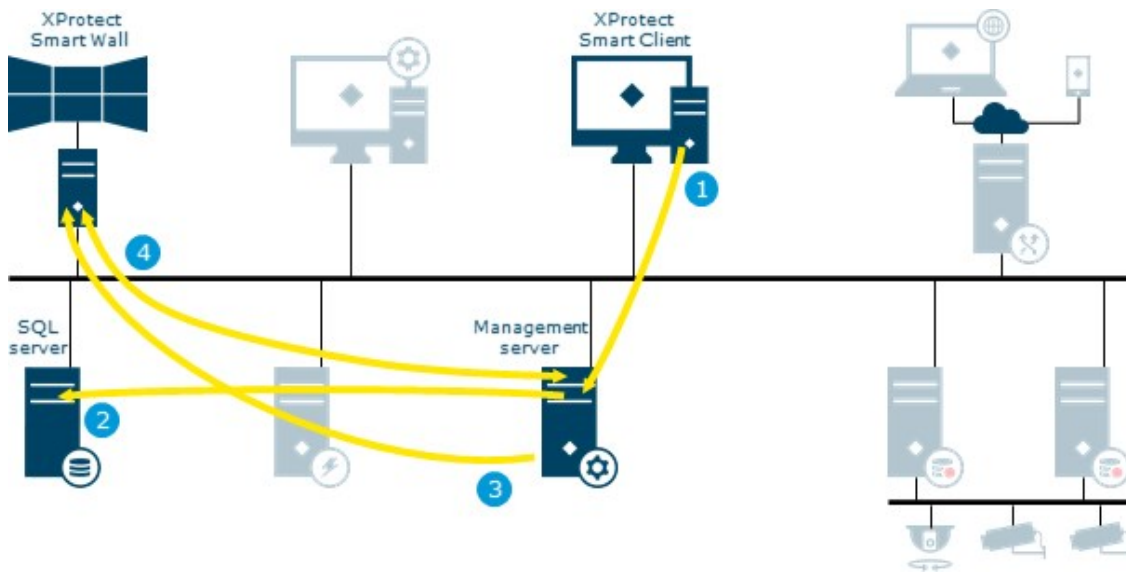 XProtect
Smart Wall
XProtect
Smart Client
1
4
SQL
server
Management
server
2
3